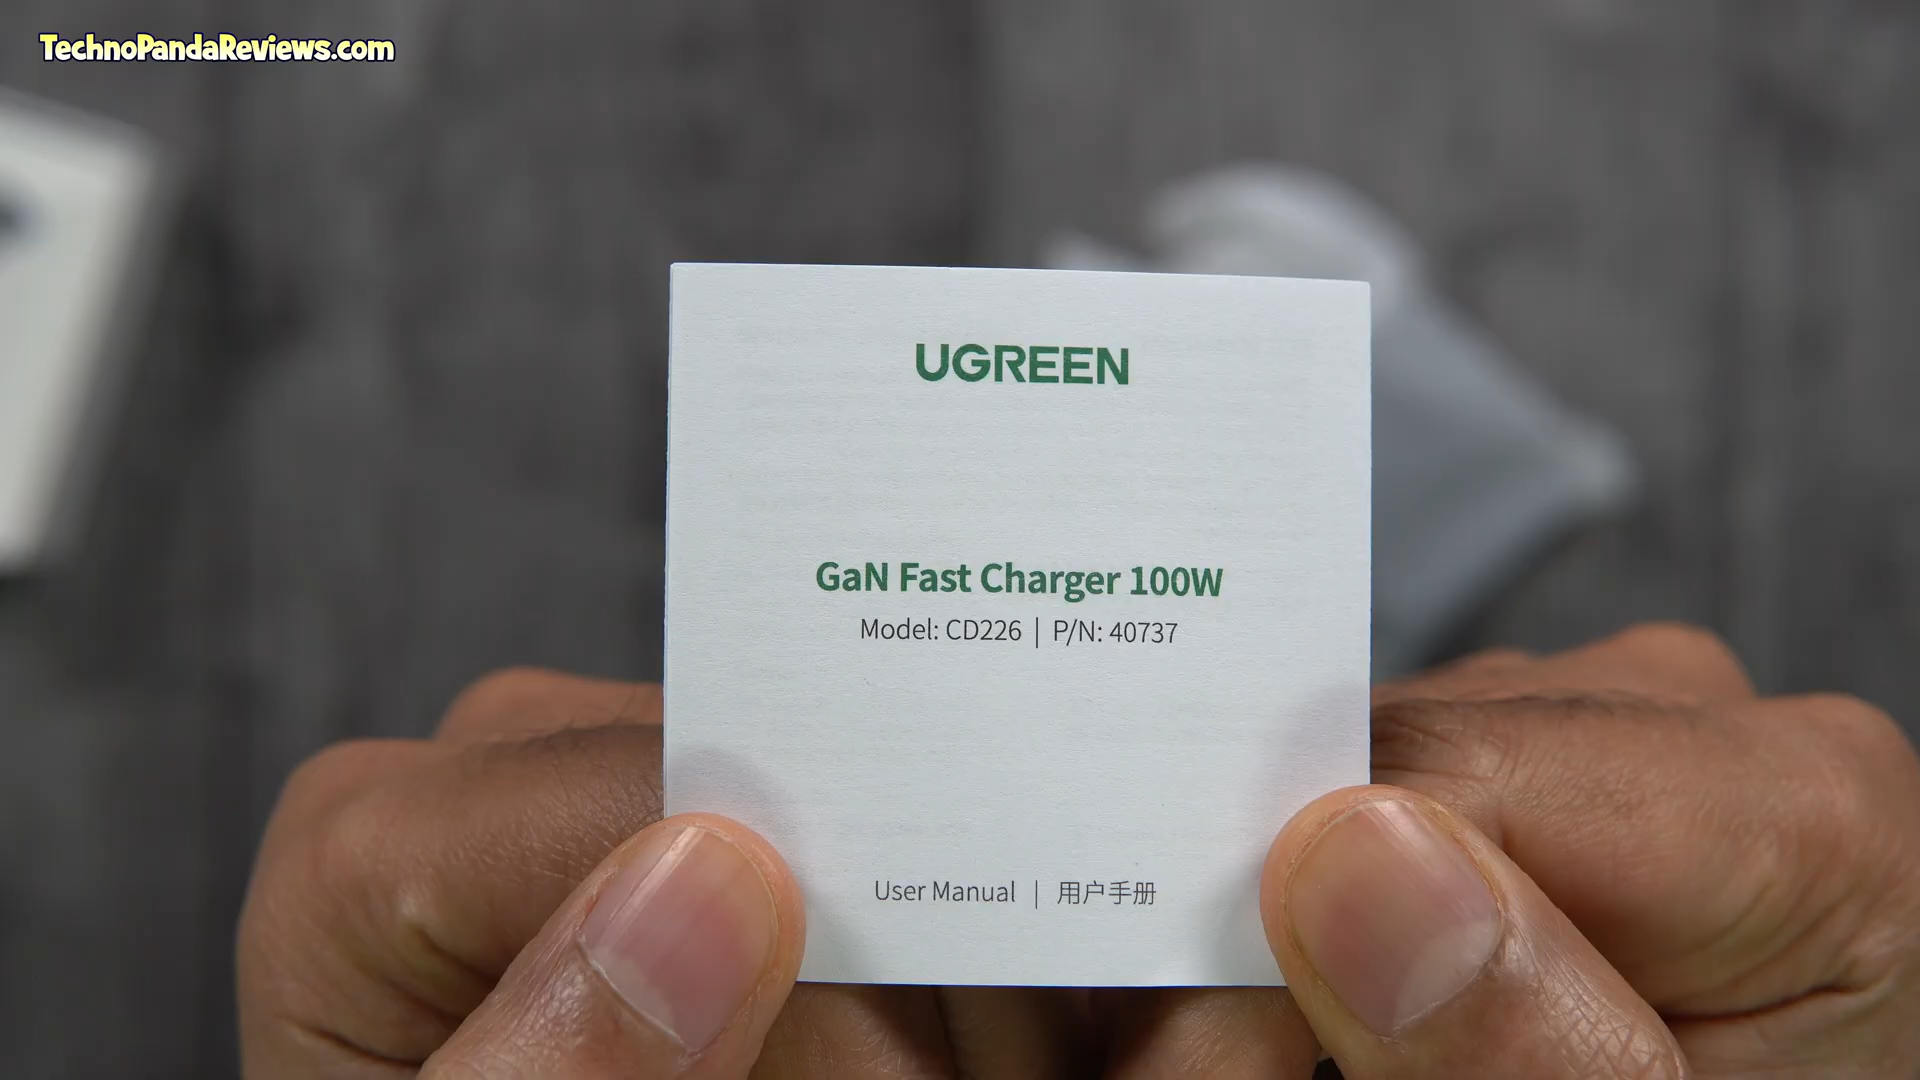 TechnoPandaReviews.com
UGREEN
GaN Fast Charger 100W
Model: CD226 | P/N: 40737
User Manual | 用户手册